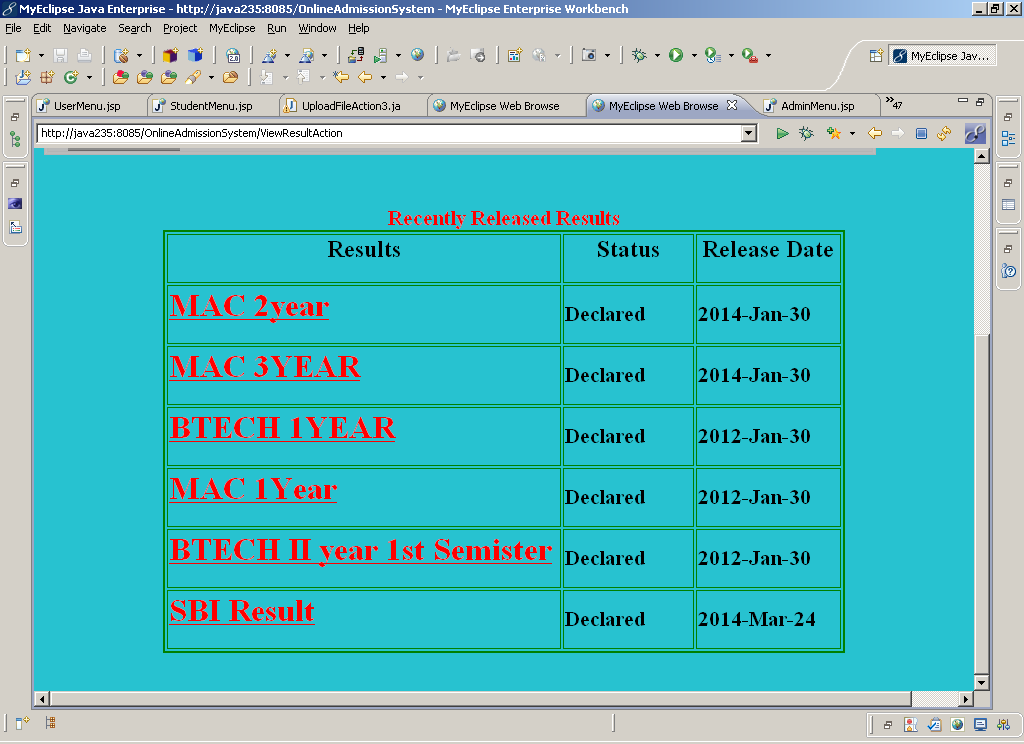 MyEclipse Java Enterprise - http://java235:8085/OnlineAdmissionSystem - MyEclipse Enterprise Workbench
File Edit Navigate Search Project MyEclipse Run Window Help
2.0
MyEclipse Jav...
UserMenu.jsp StudentMenu.jsp UploadFileAction3.ja MyEclipse Web Browse MyEclipse Web Browse AdminMenu.jsp »47
http://java235:8085/OnlineAdmissionSystem/ViewResultAction
Recently Released Results
Results Status Release Date
MAC 2year Declared 2014-Jan-30
MAC 3YEAR Declared 2014-Jan-30
BTECH 1YEAR Declared 2012-Jan-30
MAC 1Year Declared 2012-Jan-30
BTECH II year 1st Semister Declared 2012-Jan-30
SBI Result Declared 2014-Mar-24